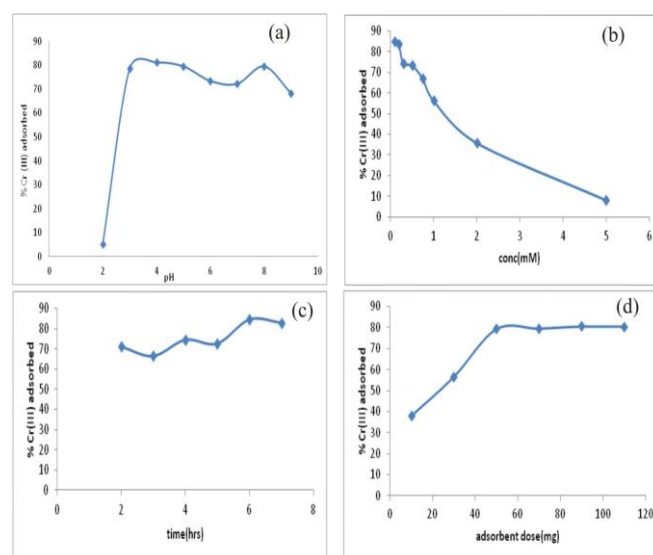 (a)
90
80
70
60
50
40
30
20
10
0
% Cr (III) adsorbed
0 2 4 6 8 10
pH
(b)
90
80
70
60
50
40
30
20
10
0
% Cr(III) adsorbed
0 1 2 3 4 5 6
conc(mM)
(c)
90
80
70
60
50
40
30
20
10
0
% Cr(III) adsorbed
0 2 4 6 8
time(hrs)
(d)
90
80
70
60
50
40
30
20
10
0
% Cr(III) adsorbed
0 20 40 60 80 100 120
adsorbent dose(mg)